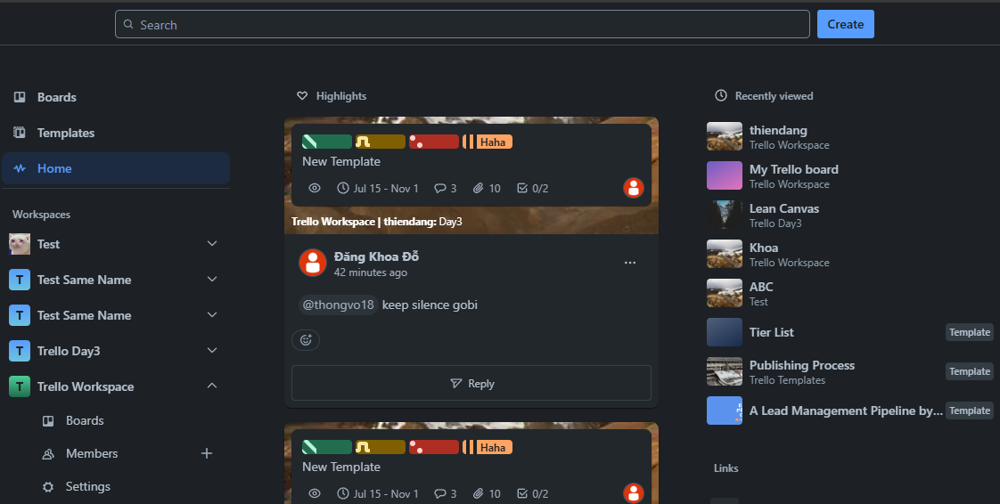 Search
Create
Boards
Templates
Home
Workspaces
Test
T Test Same Name
T Test Same Name
T Trello Day3
T Trello Workspace
Boards
Members
Settings
Highlights
Haha
New Template
Jul 15 - Nov 1 3 10 0/2
Trello Workspace | thiendang: Day3
Đăng Khoa Đỗ
42 minutes ago
@thongvo18 keep silence gobi
Reply
Haha
New Template
Jul 15 - Nov 1 3 10 0/2
Recently viewed
thiendang
Trello Workspace
My Trello board
Trello Workspace
Lean Canvas
Trello Day3
Khoa
Trello Workspace
ABC
Test
Tier List Template
Publishing Process
Trello Templates
Template
A Lead Management Pipeline by... Template
Links